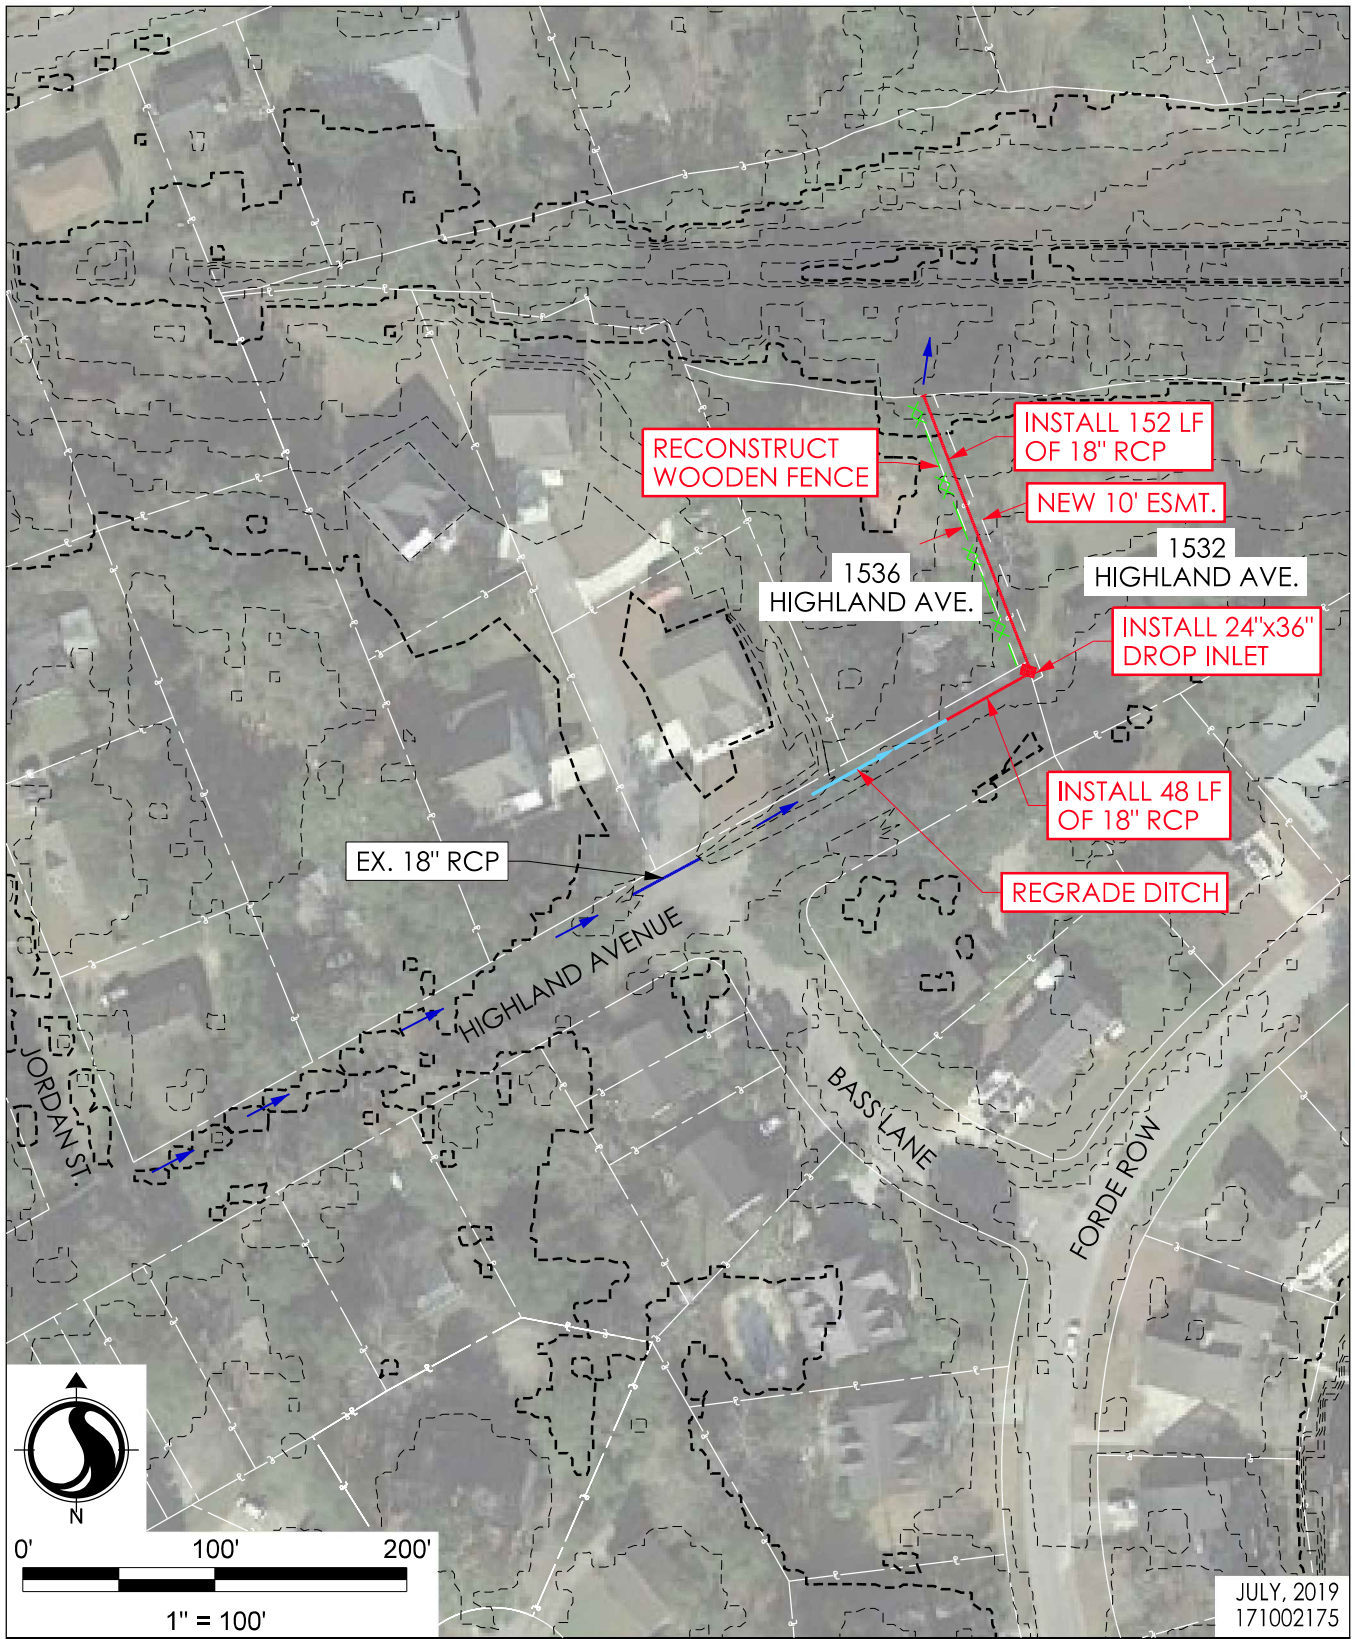 INSTALL 152 LF
OF 18" RCP
RECONSTRUCT
WOODEN FENCE
NEW 10' ESMT.
1532
HIGHLAND AVE.
1536
HIGHLAND AVE.
INSTALL 24"x36"
DROP INLET
INSTALL 48 LF
OF 18" RCP
EX. 18" RCP
REGRADE DITCH
HIGHLAND AVENUE
JORDAN ST.
BASS LANE
FORDE ROW
N
0' 100' 200'
1" = 100'
JULY, 2019
171002175